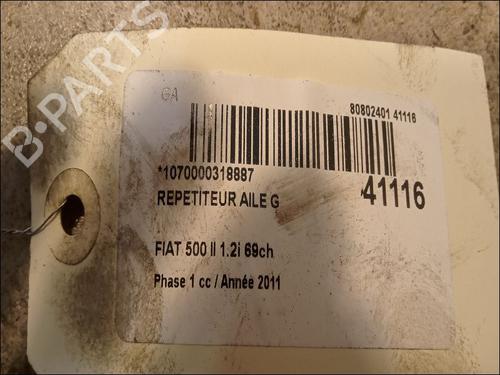 B·PARTS
GA
80802401 41116
*1070000318887
REPETITEUR AILE G
41116
FIAT 500 II 1.2i 69ch
Phase 1 cc / Année 2011